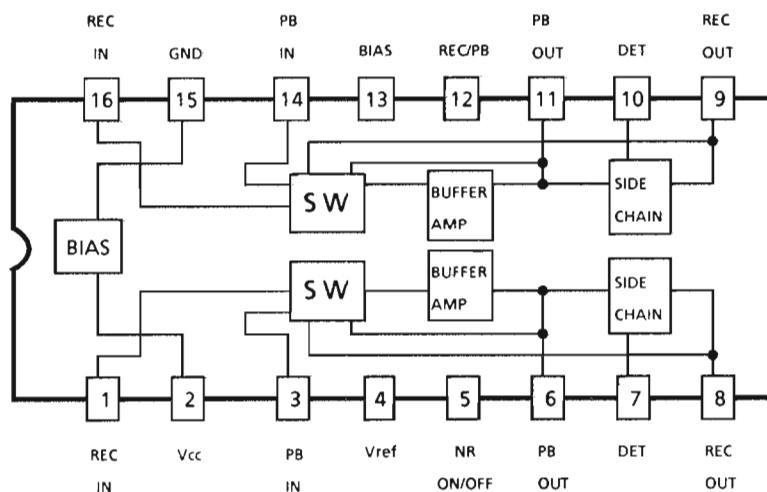 REC PB PB REC
IN GND IN BIAS REC/PB OUT DET OUT
16 15 14 13 12 11 10 9
SW BUFFER AMP SIDE CHAIN
BIAS
SW BUFFER AMP SIDE CHAIN
1 2 3 4 5 6 7 8
REC Vcc PB Vref NR PB DET REC
IN IN ON/OFF OUT OUT